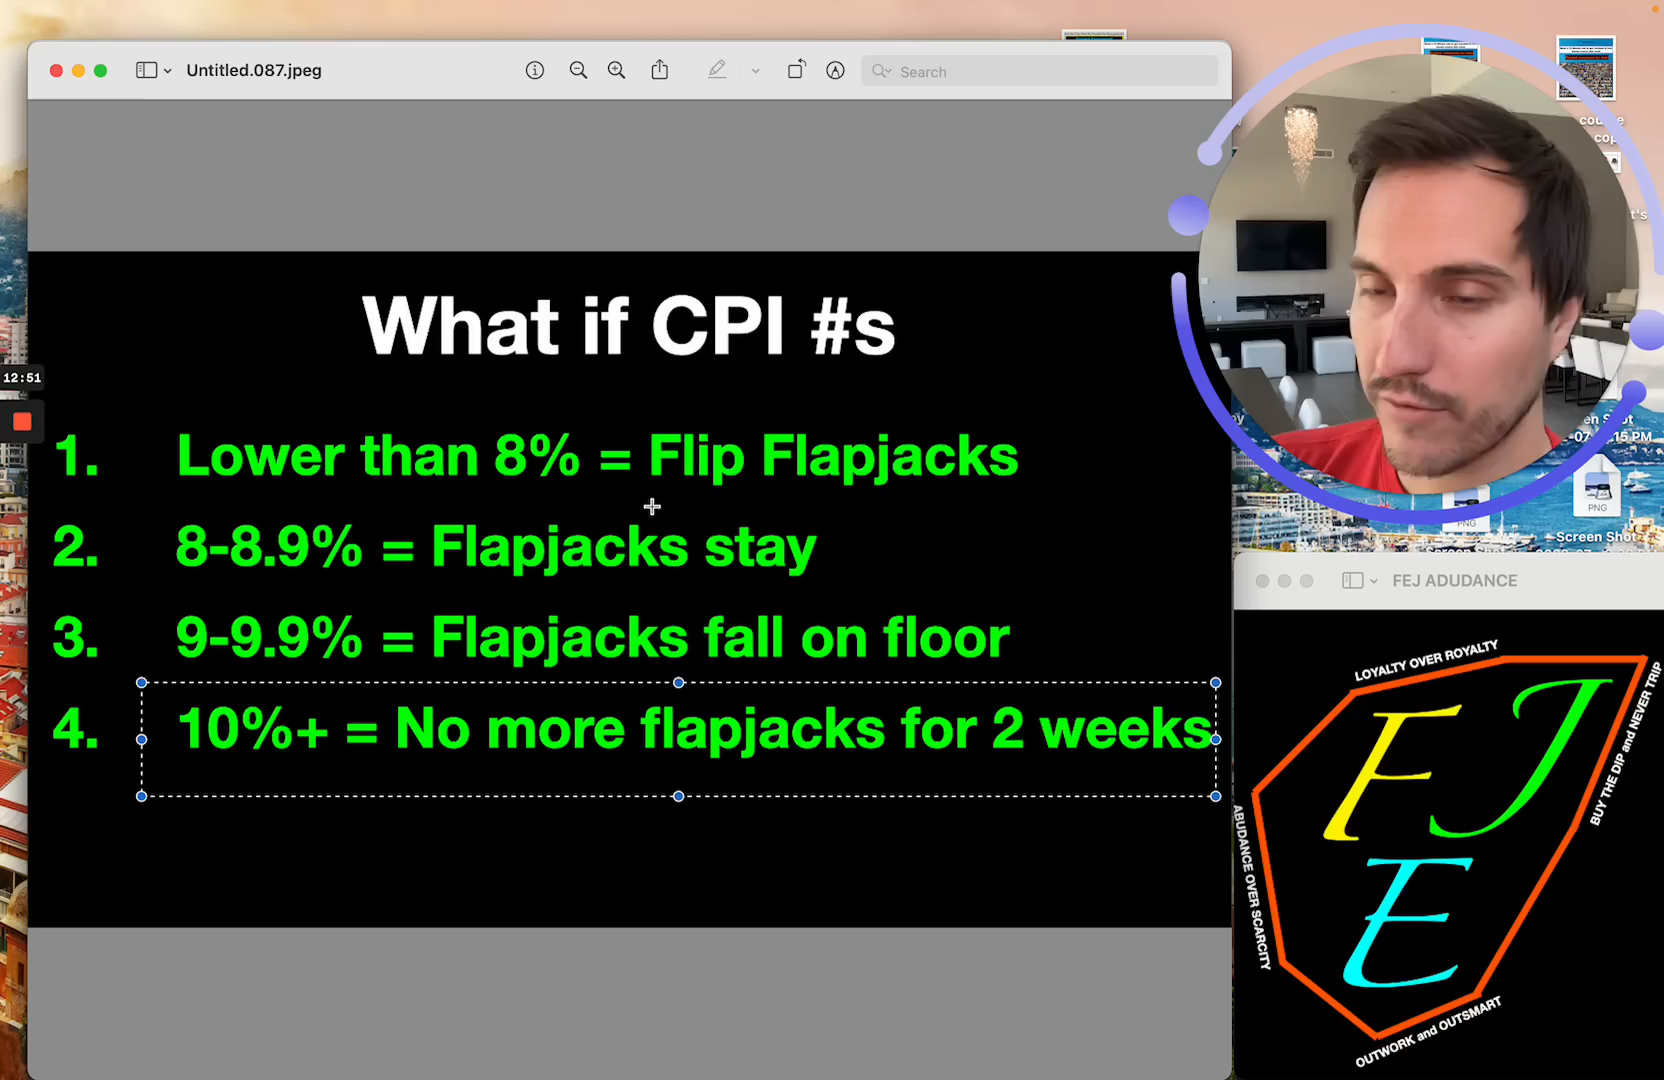 Untitled.087.jpeg
Search
What if CPI #s
1. Lower than 8% = Flip Flapjacks
2. 8-8.9% = Flapjacks stay
3. 9-9.9% = Flapjacks fall on floor
4. 10%+ = No more flapjacks for 2 weeks
12:51
PNG
PNG
Screen Shot
FEJ ADUDANCE
LOYALTY OVER ROYALTY
BUY THE DIP and NEVER TRIP
ABUDANCE OVER SCARCITY
OUTWORK and OUTSMART
F J
E